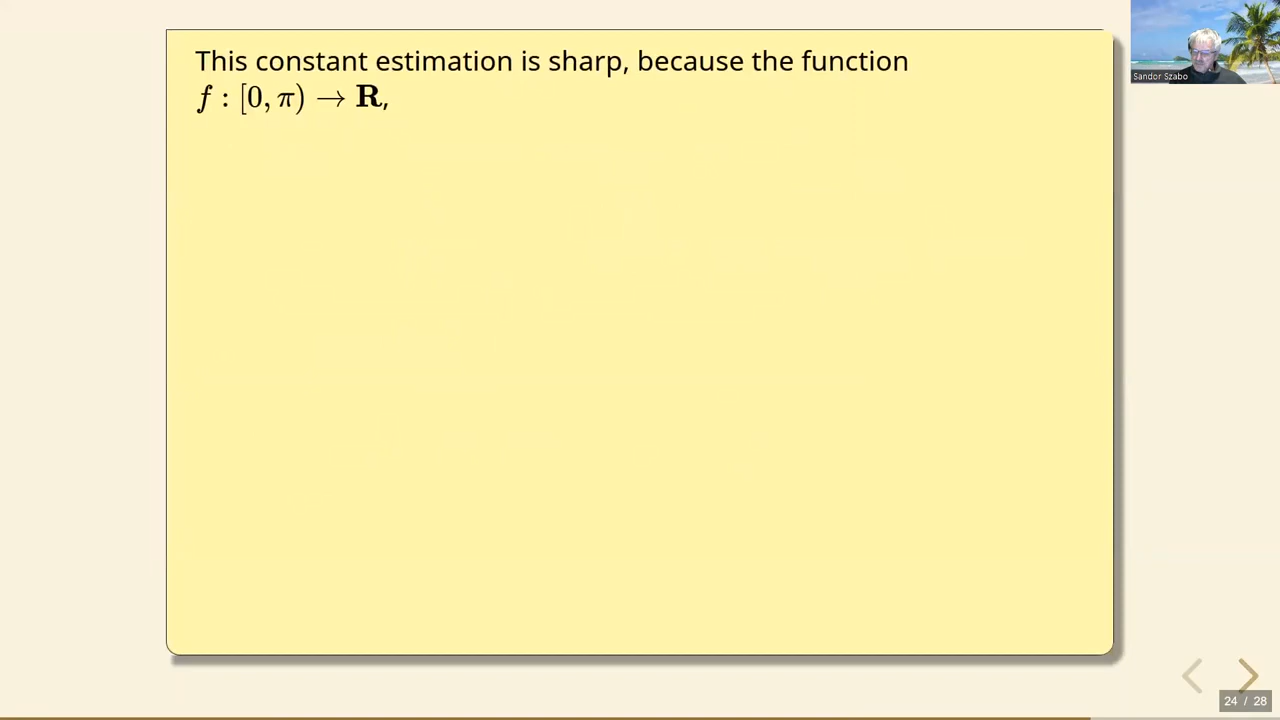 This constant estimation is sharp, because the function
f : [0, π) → R,
Sandor Szabo
24 / 28